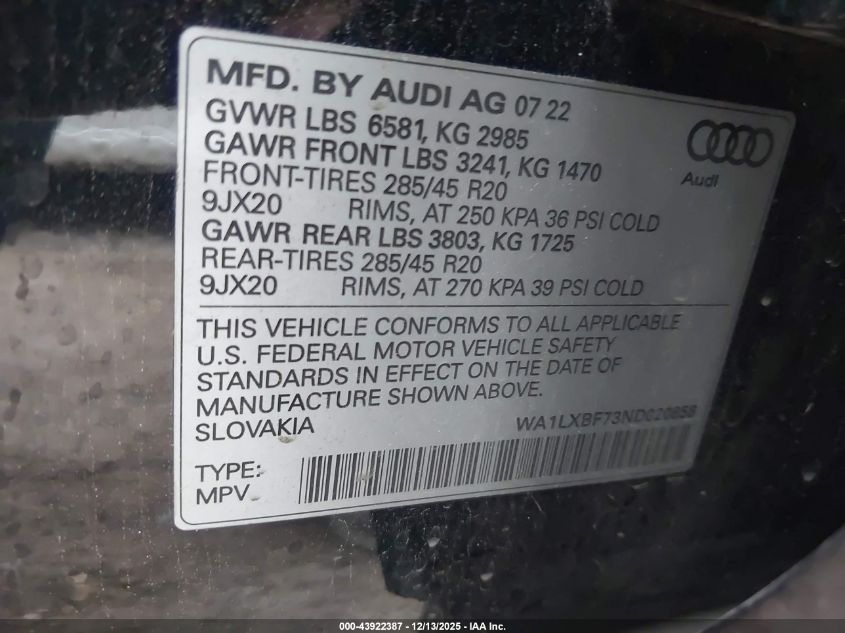 MFD. BY AUDI AG 07 22
GVWR LBS 6581, KG 2985
GAWR FRONT LBS 3241, KG 1470
FRONT-TIRES 285/45 R20
9JX20 RIMS, AT 250 KPA 36 PSI COLD
GAWR REAR LBS 3803, KG 1725
REAR-TIRES 285/45 R20
9JX20 RIMS, AT 270 KPA 39 PSI COLD
Audi
THIS VEHICLE CONFORMS TO ALL APPLICABLE
U.S. FEDERAL MOTOR VEHICLE SAFETY
STANDARDS IN EFFECT ON THE DATE OF
MANUFACTURE SHOWN ABOVE.
SLOVAKIA
WA1LXBF73ND020858
TYPE:
MPV
000-43922387 - 12/13/2025 - IAA Inc.